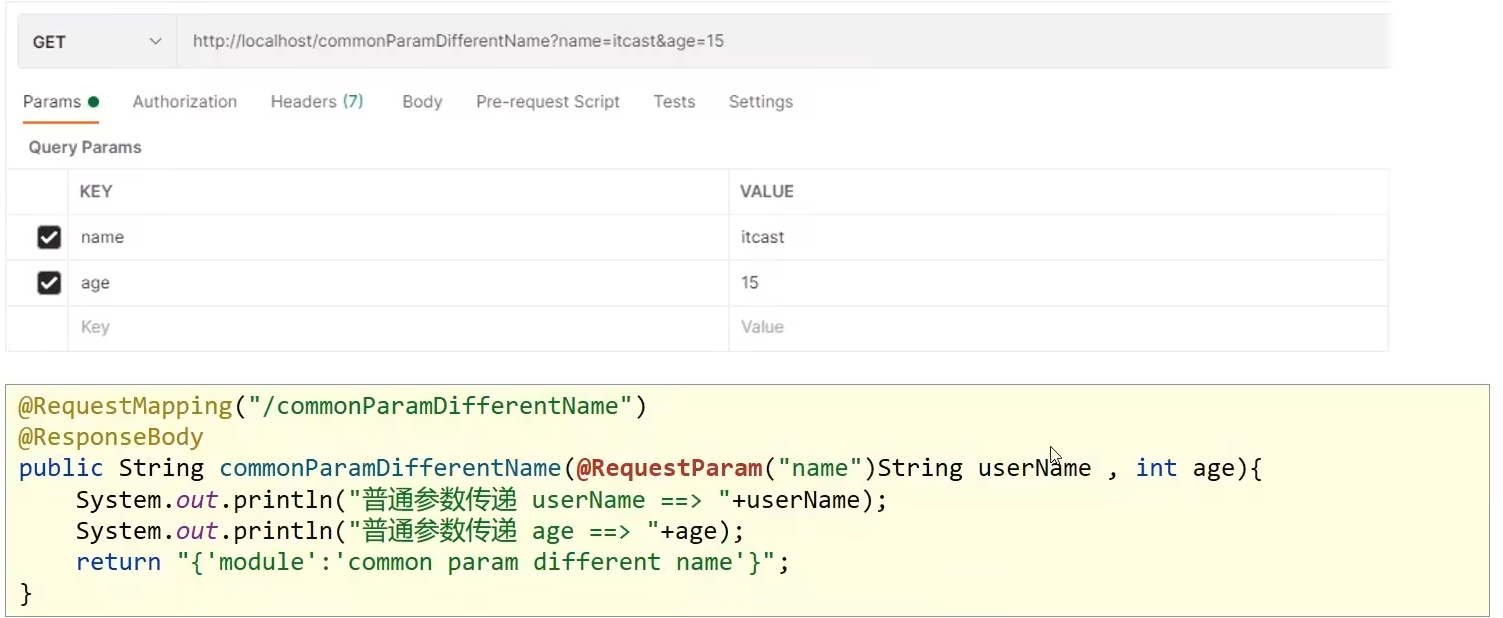 GET http://localhost/commonParamDifferentName?name=itcast&age=15
Params Authorization Headers (7) Body Pre-request Script Tests Settings
Query Params
KEY VALUE
name itcast
age 15
Key Value
@RequestMapping("/commonParamDifferentName")
@ResponseBody
public String commonParamDifferentName(@RequestParam("name")String userName , int age){
    System.out.println("普通参数传递 userName ==> "+userName);
    System.out.println("普通参数传递 age ==> "+age);
    return "{'module':'common param different name'}";
}